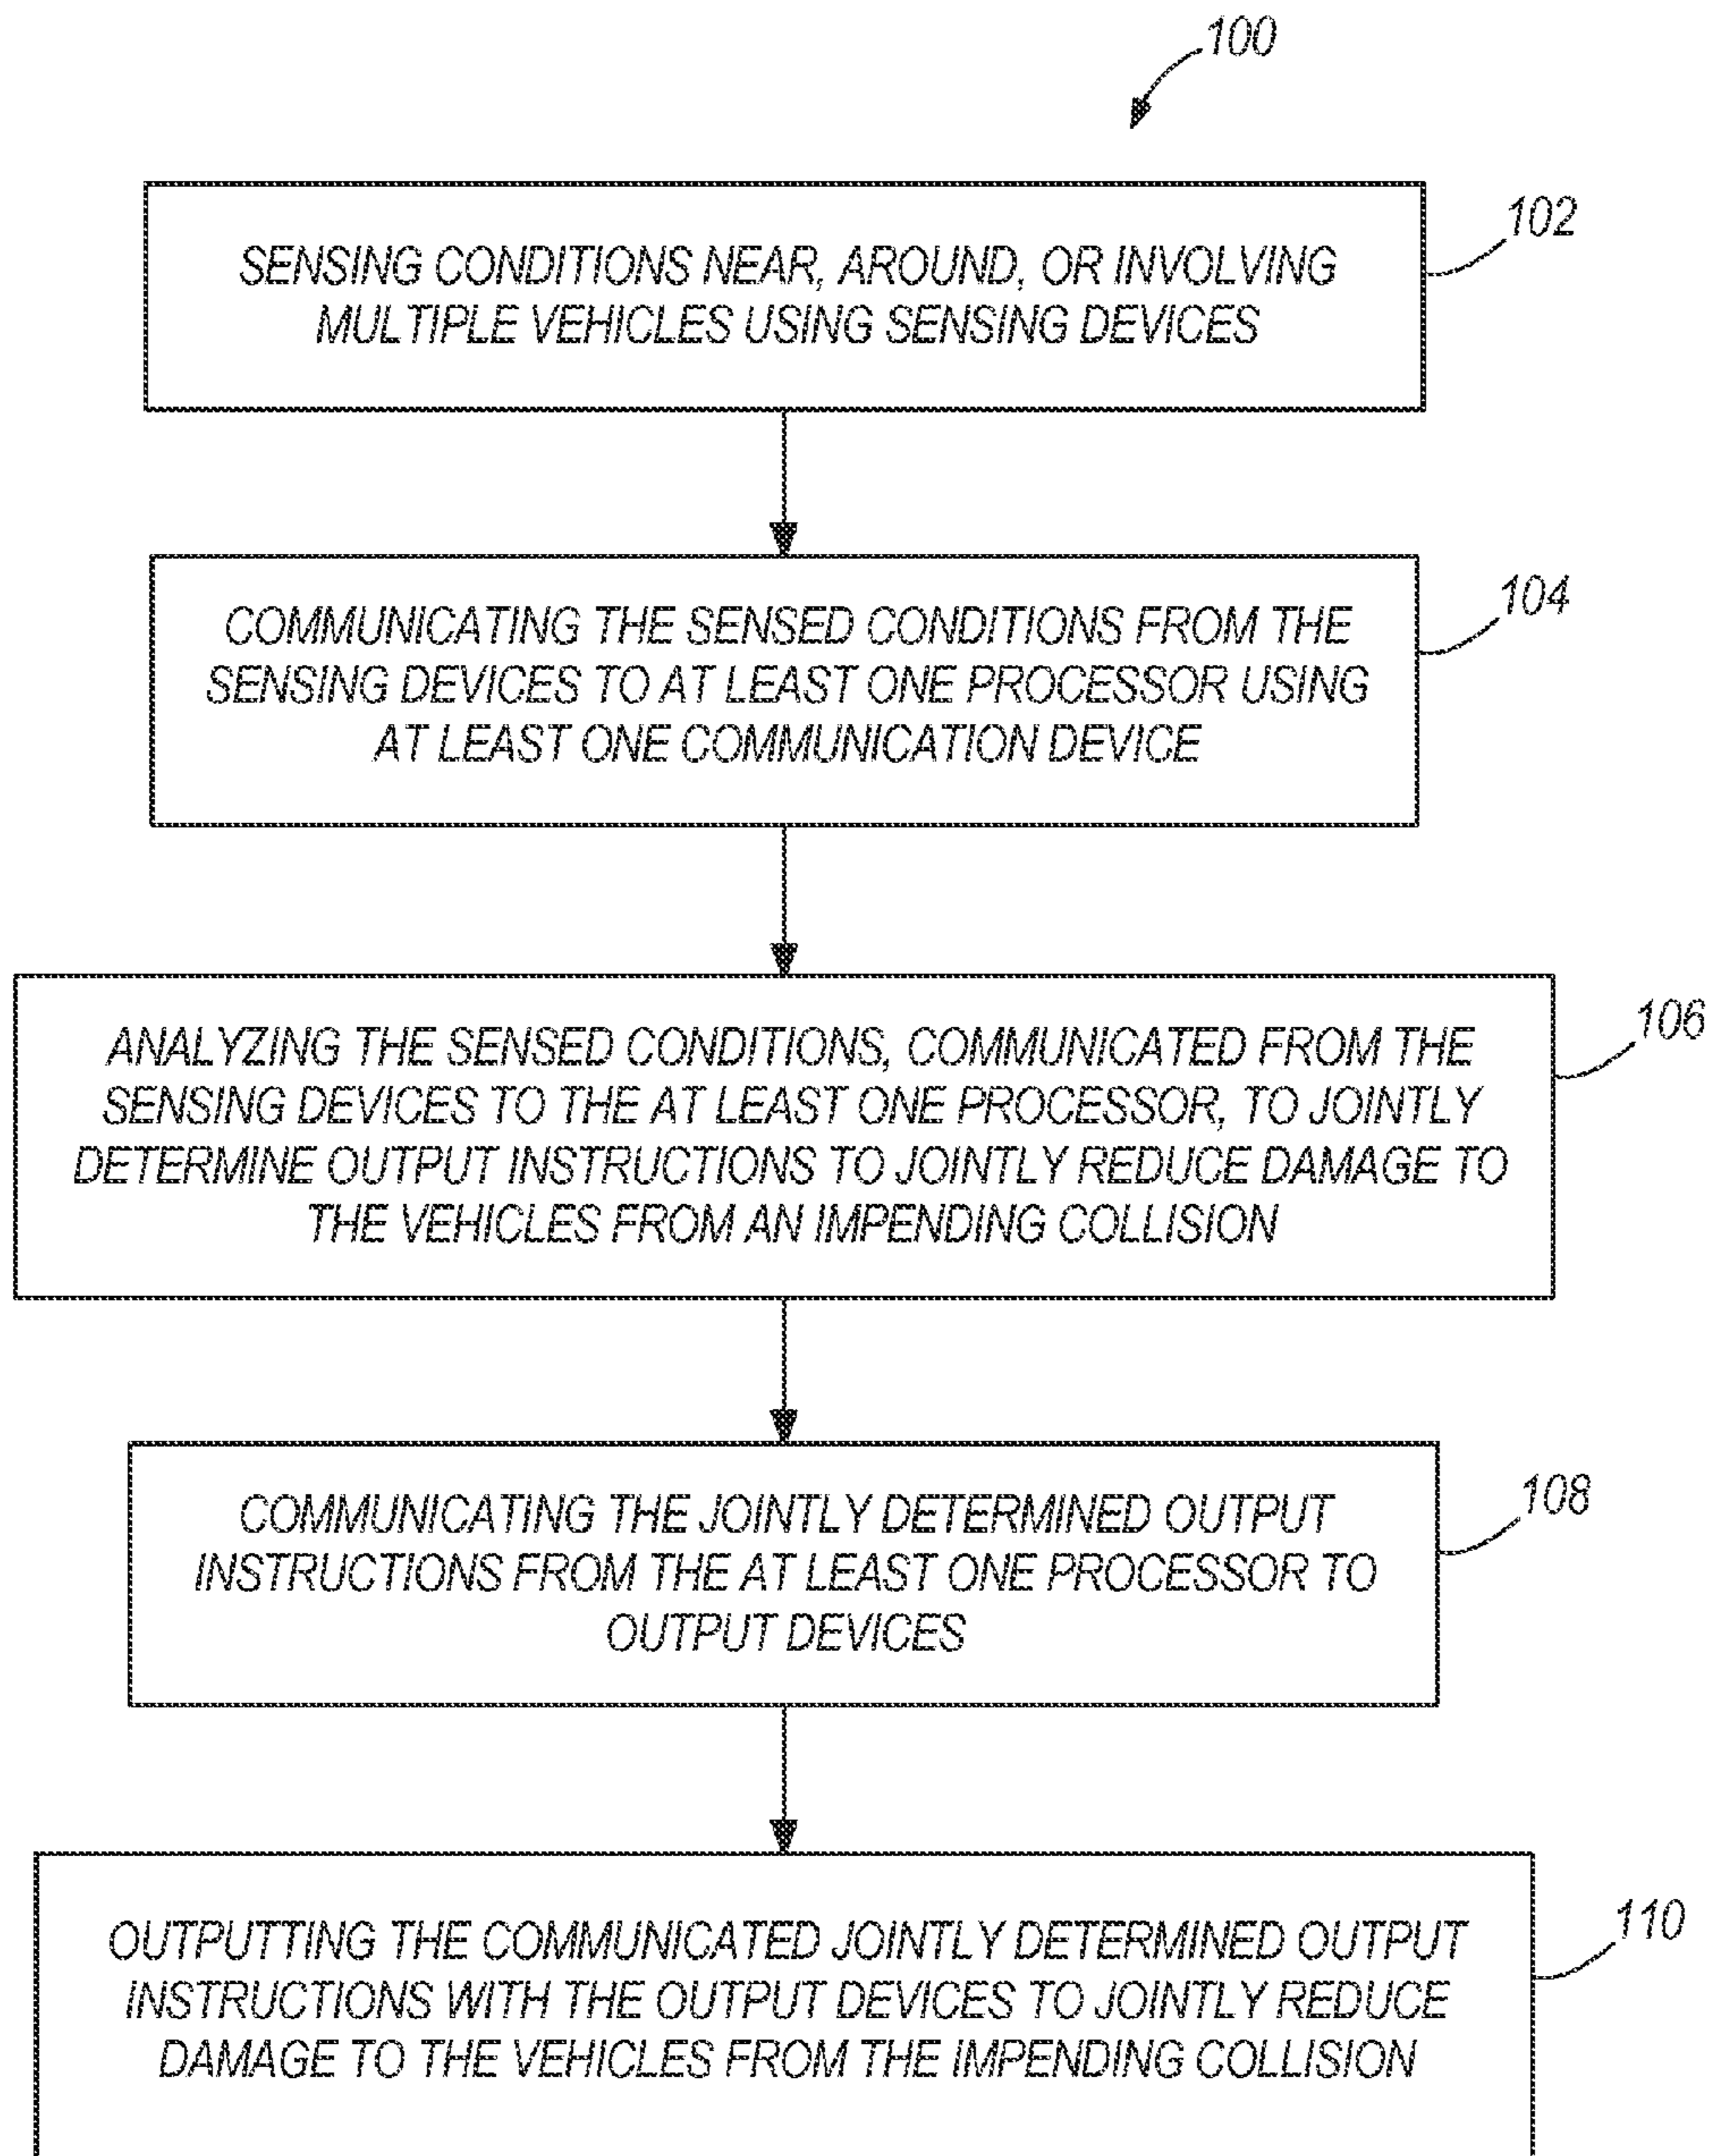 100
102
SENSING CONDITIONS NEAR, AROUND, OR INVOLVING
MULTIPLE VEHICLES USING SENSING DEVICES
104
COMMUNICATING THE SENSED CONDITIONS FROM THE
SENSING DEVICES TO AT LEAST ONE PROCESSOR USING
AT LEAST ONE COMMUNICATION DEVICE
106
ANALYZING THE SENSED CONDITIONS, COMMUNICATED FROM THE
SENSING DEVICES TO THE AT LEAST ONE PROCESSOR, TO JOINTLY
DETERMINE OUTPUT INSTRUCTIONS TO JOINTLY REDUCE DAMAGE TO
THE VEHICLES FROM AN IMPENDING COLLISION
108
COMMUNICATING THE JOINTLY DETERMINED OUTPUT
INSTRUCTIONS FROM THE AT LEAST ONE PROCESSOR TO
OUTPUT DEVICES
110
OUTPUTTING THE COMMUNICATED JOINTLY DETERMINED OUTPUT
INSTRUCTIONS WITH THE OUTPUT DEVICES TO JOINTLY REDUCE
DAMAGE TO THE VEHICLES FROM THE IMPENDING COLLISION